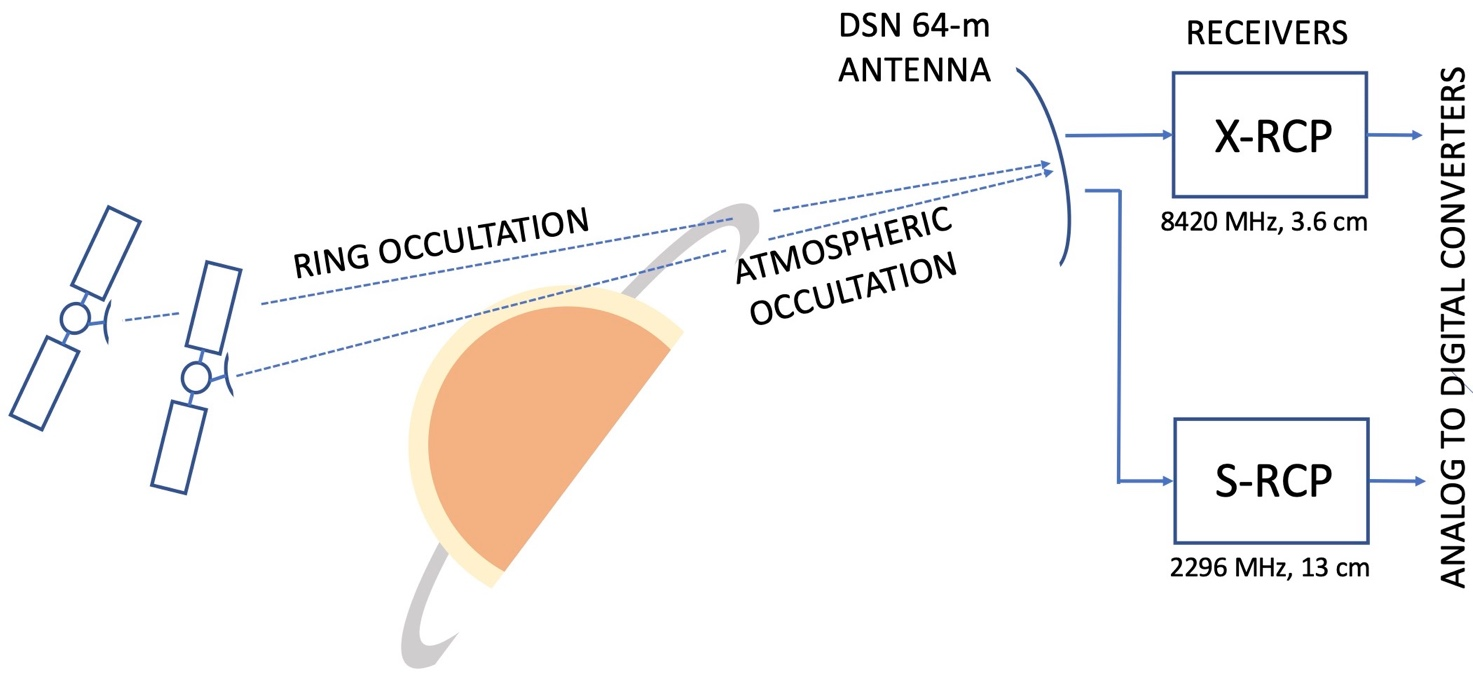 DSN 64-m
ANTENNA
RECEIVERS
X-RCP
8420 MHz, 3.6 cm
RING OCCULTATION
ATMOSPHERIC
OCCULTATION
S-RCP
2296 MHz, 13 cm
ANALOG TO DIGITAL CONVERTERS